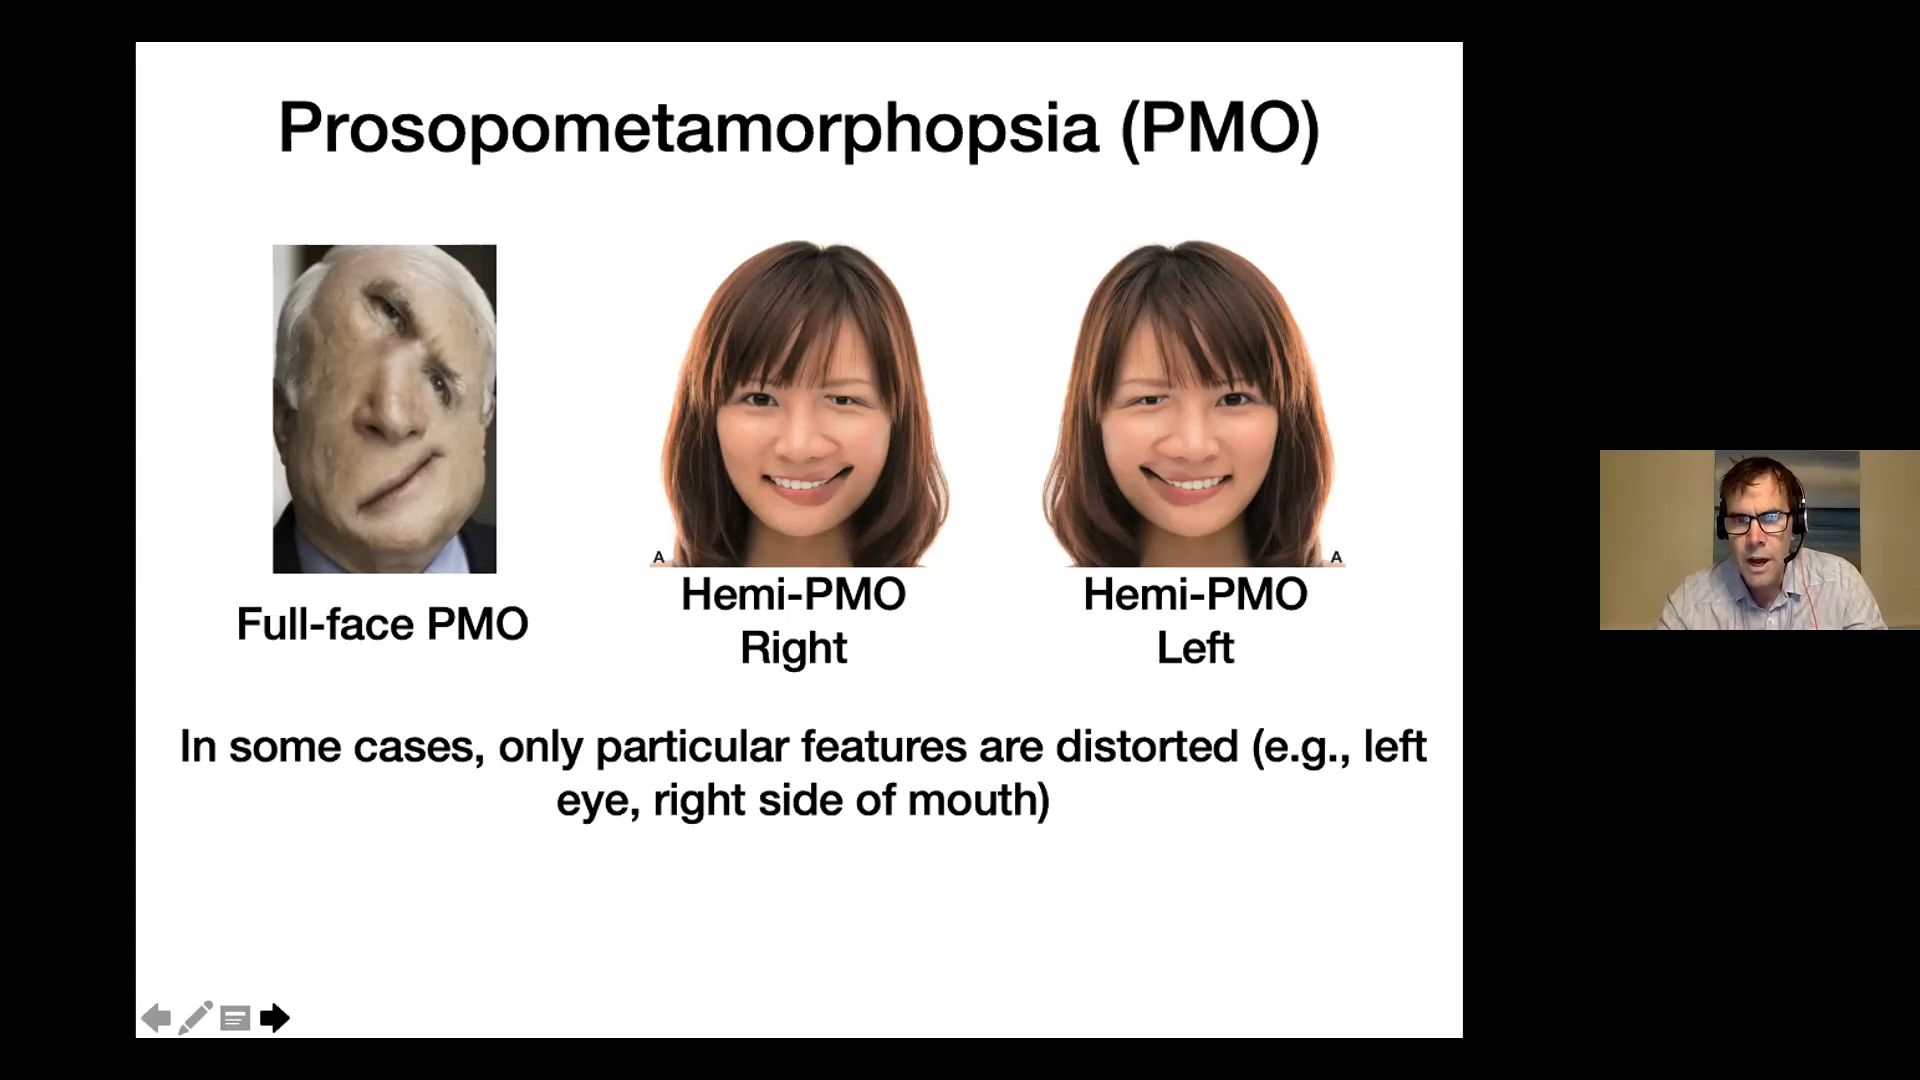 Prosopometamorphopsia (PMO)
A
A
Full-face PMO
Hemi-PMO
Right
Hemi-PMO
Left
In some cases, only particular features are distorted (e.g., left
eye, right side of mouth)